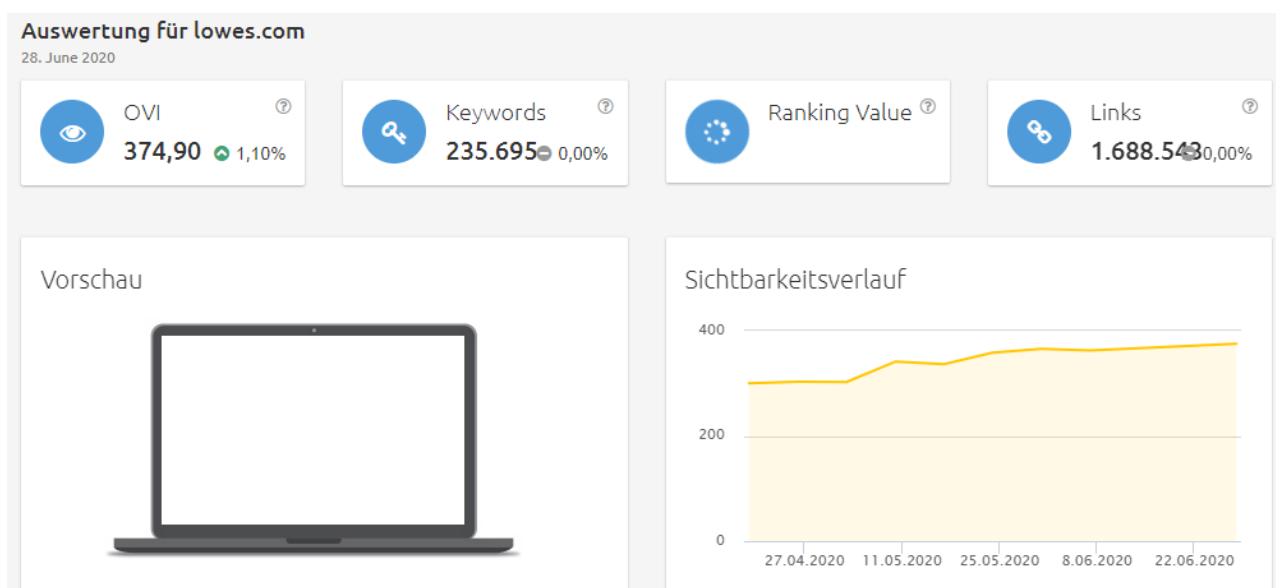 Auswertung für lowes.com
28. June 2020
OVI
374,90 1,10%
Keywords
235.695 0,00%
Ranking Value
Links
1.688.543 0,00%
Vorschau
Sichtbarkeitsverlauf
400
200
0
27.04.2020 11.05.2020 25.05.2020 8.06.2020 22.06.2020